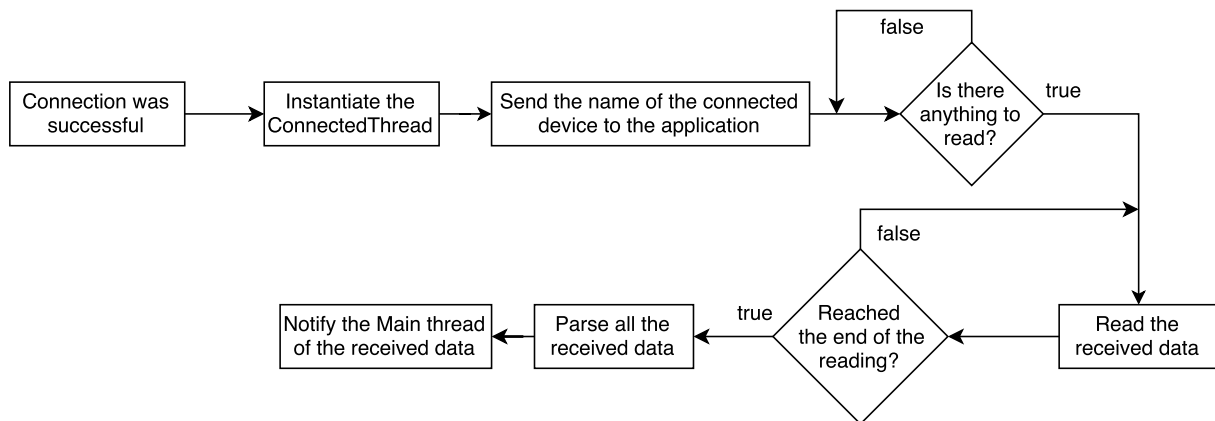 false
Connection was
successful
Instantiate the
ConnectedThread
Send the name of the connected
device to the application
Is there
anything to
read?
true
false
Notify the Main thread
of the received data
Parse all the
received data
true
Reached
the end of the
reading?
Read the
received data